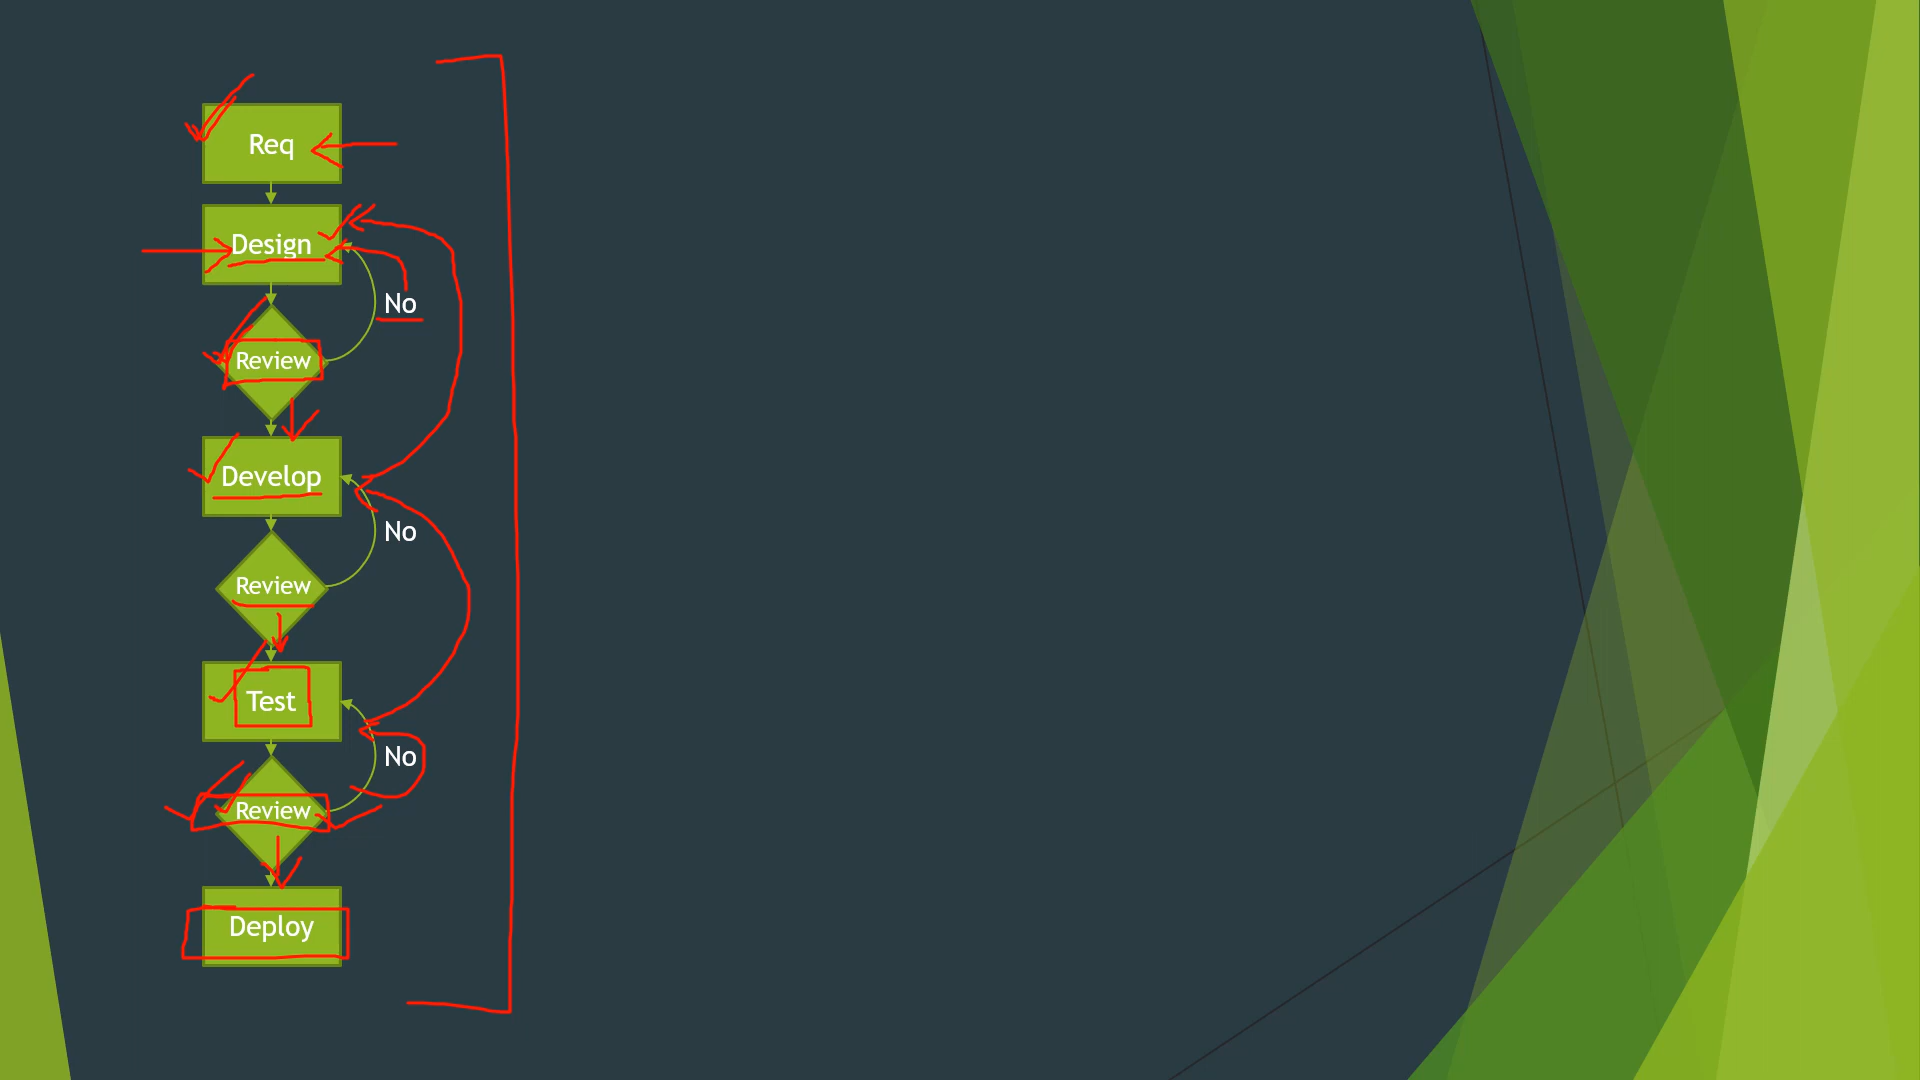 Req
Design
No
Review
Develop
No
Review
Test
No
Review
Deploy